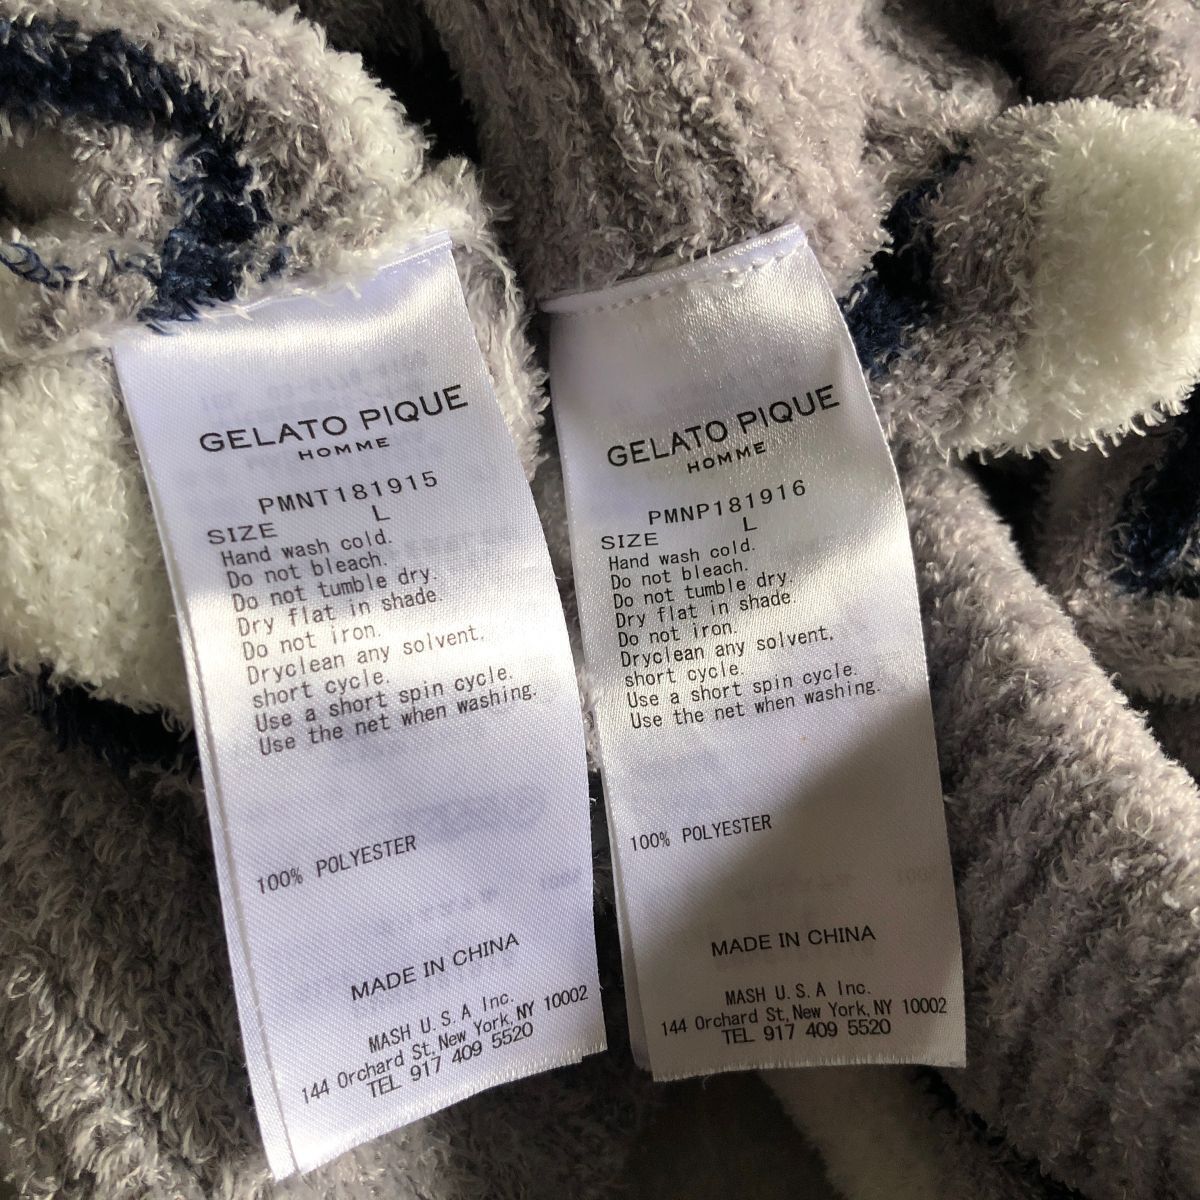 GELATO PIQUE
HOMME
PMNT181915
SIZE L
Hand wash cold.
Do not bleach.
Do not tumble dry.
Dry flat in shade.
Do not iron.
Dryclean any solvent,
short cycle.
Use a short spin cycle.
Use the net when washing.
100% POLYESTER
MADE IN CHINA
MASH U.S.A Inc.
144 Orchard St, New York, NY 10002
TEL 917 409 5520
GELATO PIQUE
HOMME
PMNP181916
SIZE L
Hand wash cold.
Do not bleach.
Do not tumble dry.
Dry flat in shade.
Do not iron.
Dryclean any solvent,
short cycle.
Use a short spin cycle.
Use the net when washing.
100% POLYESTER
MADE IN CHINA
MASH U.S.A Inc.
144 Orchard St, New York, NY 10002
TEL 917 409 5520